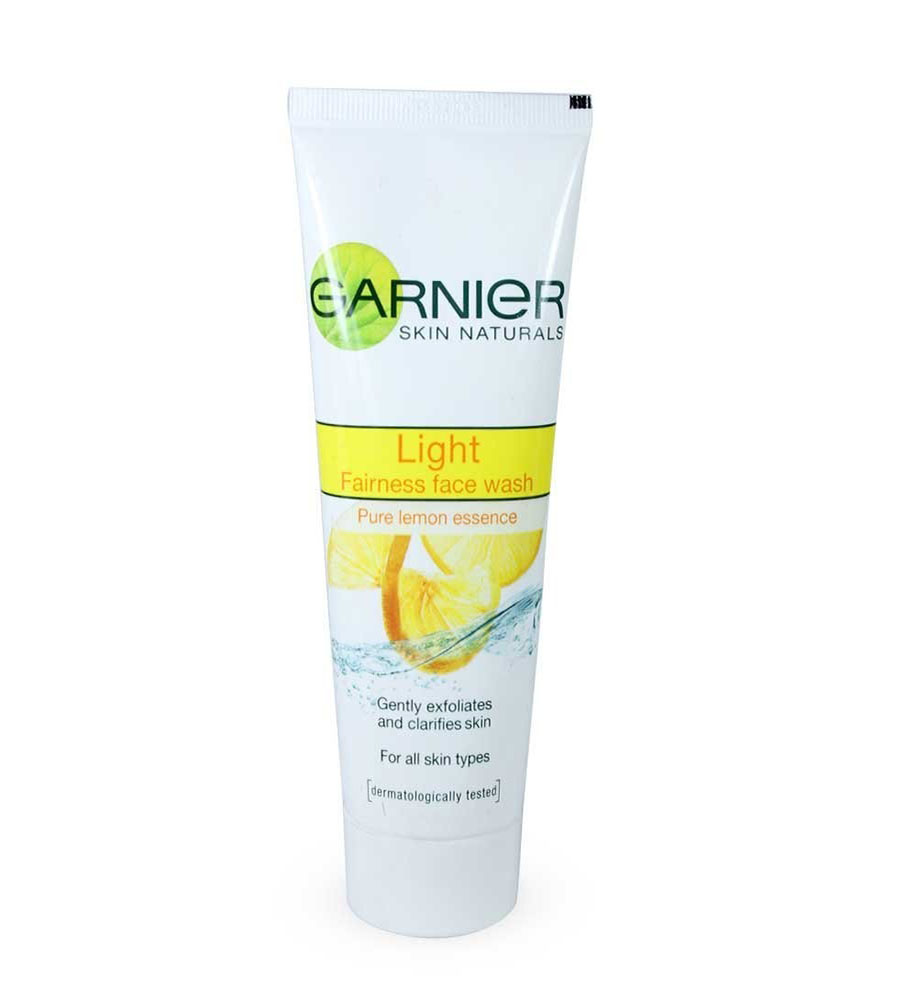 GARNIER
SKIN NATURALS
Light
Fairness face wash
Pure lemon essence
Gently exfoliates
and clarifies skin
For all skin types
[dermatologically tested]